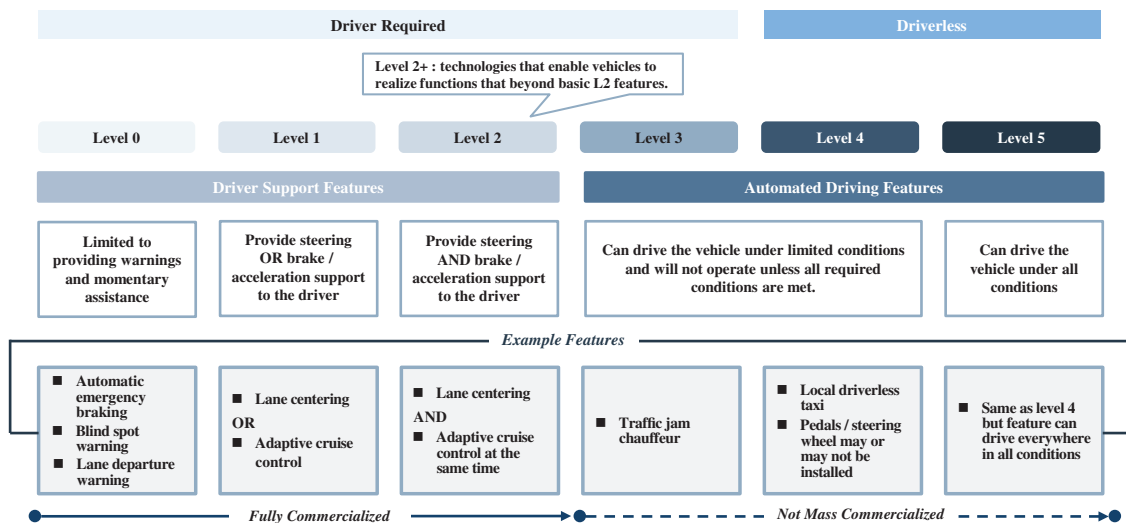 Driver Required
Driverless
Level 2+ : technologies that enable vehicles to
realize functions that beyond basic L2 features.
Level 0
Level 1
Level 2
Level 3
Level 4
Level 5
Driver Support Features
Automated Driving Features
Limited to
providing warnings
and momentary
assistance
Provide steering
OR brake /
acceleration support
to the driver
Provide steering
AND brake /
acceleration support
to the driver
Can drive the vehicle under limited conditions
and will not operate unless all required
conditions are met.
Can drive the
vehicle under all
conditions
Example Features
■ Automatic
emergency
braking
■ Blind spot
warning
■ Lane departure
warning
■ Lane centering
OR
■ Adaptive cruise
control
■ Lane centering
AND
■ Adaptive cruise
control at the
same time
■ Traffic jam
chauffeur
■ Local driverless
taxi
■ Pedals / steering
wheel may or
may not be
installed
■ Same as level 4
but feature can
drive everywhere
in all conditions
Fully Commercialized
Not Mass Commercialized